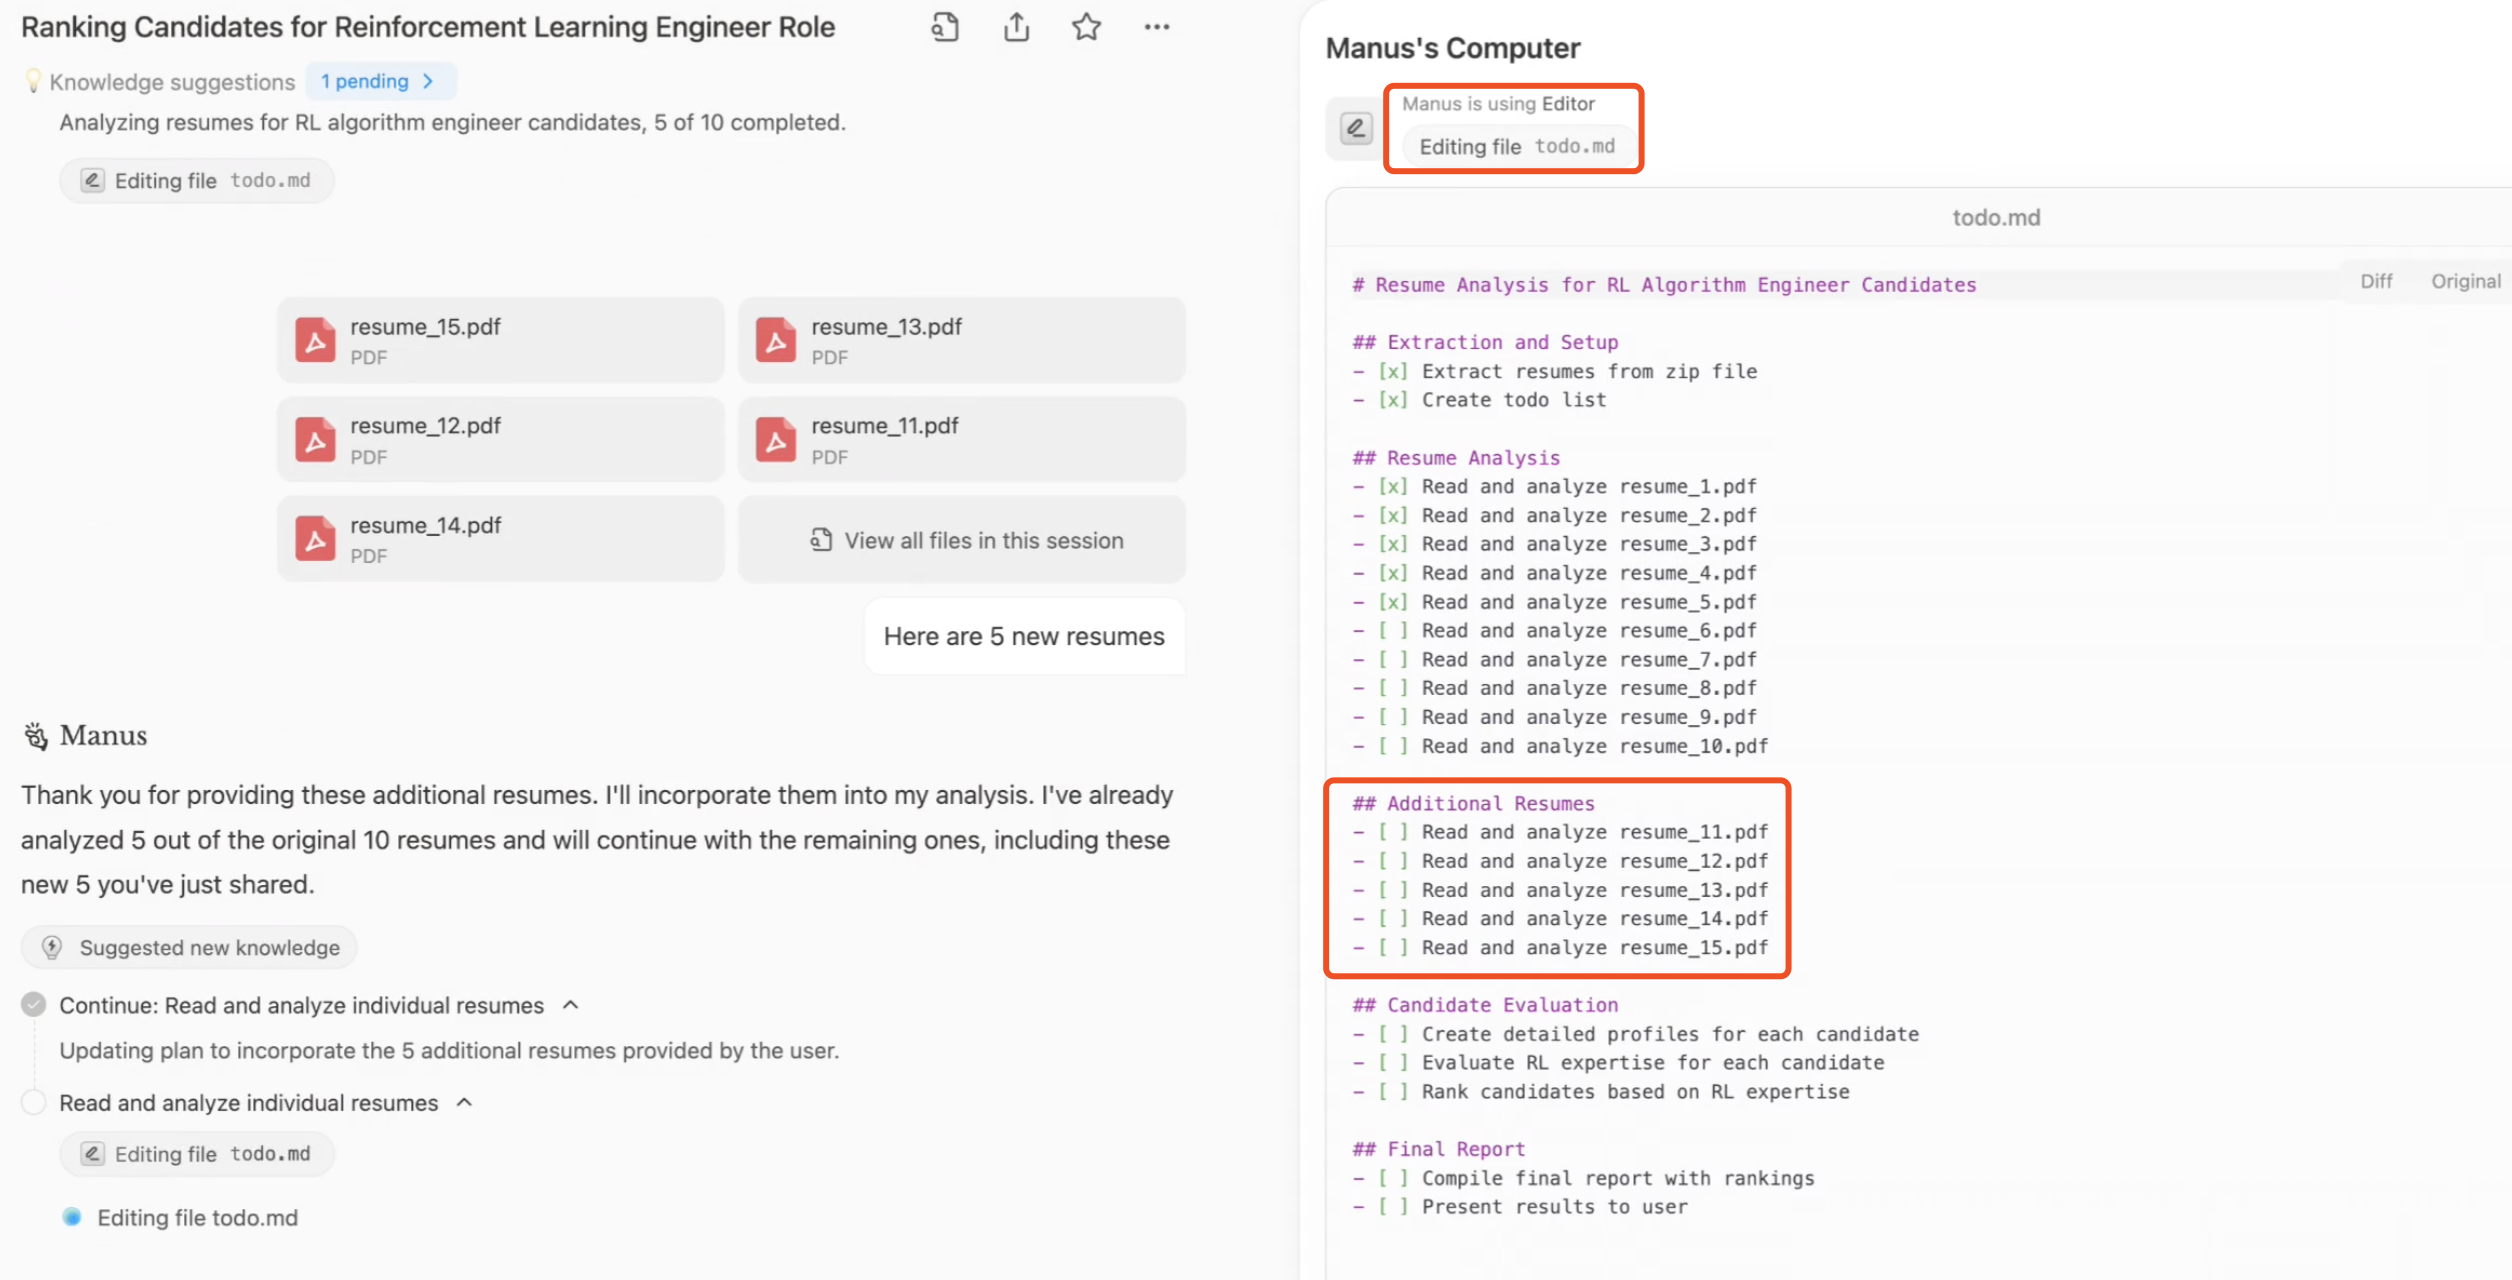 Ranking Candidates for Reinforcement Learning Engineer Role
Knowledge suggestions 1 pending
Analyzing resumes for RL algorithm engineer candidates, 5 of 10 completed.
Editing file todo.md
resume_15.pdf
PDF
resume_13.pdf
PDF
resume_12.pdf
PDF
resume_11.pdf
PDF
resume_14.pdf
PDF
View all files in this session
Here are 5 new resumes
Manus
Thank you for providing these additional resumes. I'll incorporate them into my analysis. I've already
analyzed 5 out of the original 10 resumes and will continue with the remaining ones, including these
new 5 you've just shared.
Suggested new knowledge
Continue: Read and analyze individual resumes
Updating plan to incorporate the 5 additional resumes provided by the user.
Read and analyze individual resumes
Editing file todo.md
Editing file todo.md
Manus's Computer
Manus is using Editor
Editing file todo.md
todo.md
Diff Original
# Resume Analysis for RL Algorithm Engineer Candidates
## Extraction and Setup
- [x] Extract resumes from zip file
- [x] Create todo list
## Resume Analysis
- [x] Read and analyze resume_1.pdf
- [x] Read and analyze resume_2.pdf
- [x] Read and analyze resume_3.pdf
- [x] Read and analyze resume_4.pdf
- [x] Read and analyze resume_5.pdf
- [ ] Read and analyze resume_6.pdf
- [ ] Read and analyze resume_7.pdf
- [ ] Read and analyze resume_8.pdf
- [ ] Read and analyze resume_9.pdf
- [ ] Read and analyze resume_10.pdf
## Additional Resumes
- [ ] Read and analyze resume_11.pdf
- [ ] Read and analyze resume_12.pdf
- [ ] Read and analyze resume_13.pdf
- [ ] Read and analyze resume_14.pdf
- [ ] Read and analyze resume_15.pdf
## Candidate Evaluation
- [ ] Create detailed profiles for each candidate
- [ ] Evaluate RL expertise for each candidate
- [ ] Rank candidates based on RL expertise
## Final Report
- [ ] Compile final report with rankings
- [ ] Present results to user